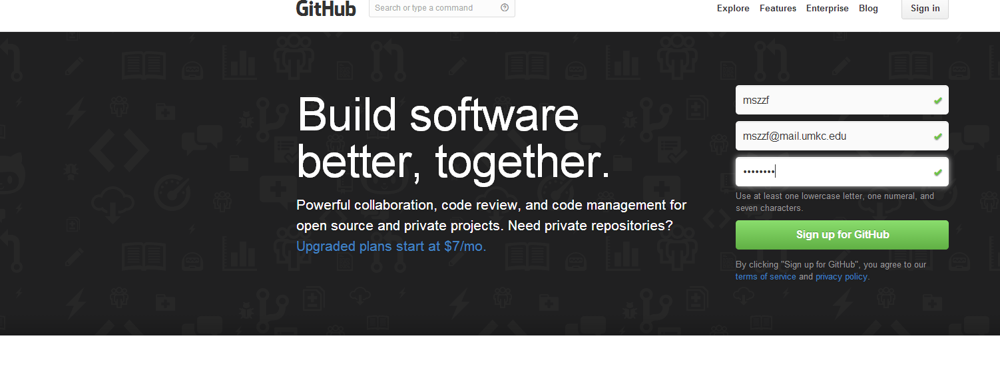 GitHub
Search or type a command
Explore Features Enterprise Blog Sign in
Build software
better, together.
Powerful collaboration, code review, and code management for
open source and private projects. Need private repositories?
Upgraded plans start at $7/mo.
mszzf
mszzf@mail.umkc.edu
••••••••
Use at least one lowercase letter, one numeral, and
seven characters.
Sign up for GitHub
By clicking "Sign up for GitHub", you agree to our
terms of service and privacy policy.